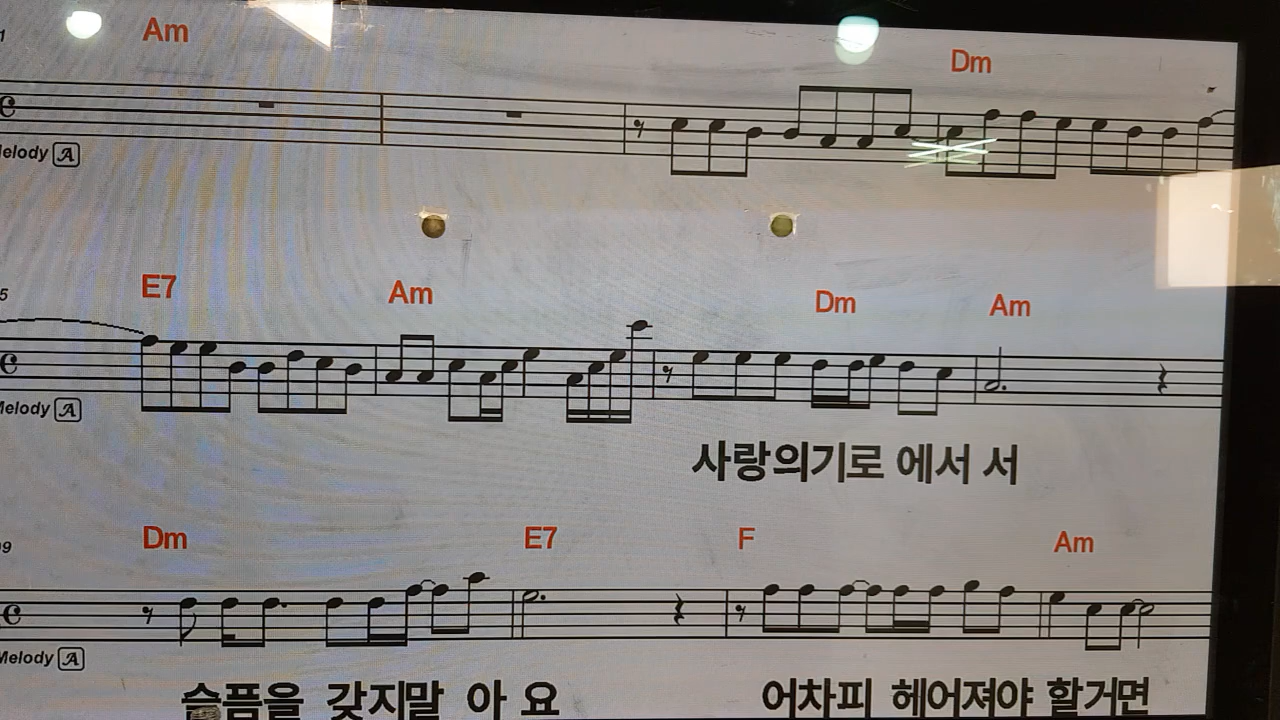 1 Am Dm
elody A
5 E7 Am Dm Am
Melody A
사랑의기로 에서 서
9 Dm E7 F Am
Melody A
슬픔을 갖지말 아 요 어차피 헤어져야 할거면